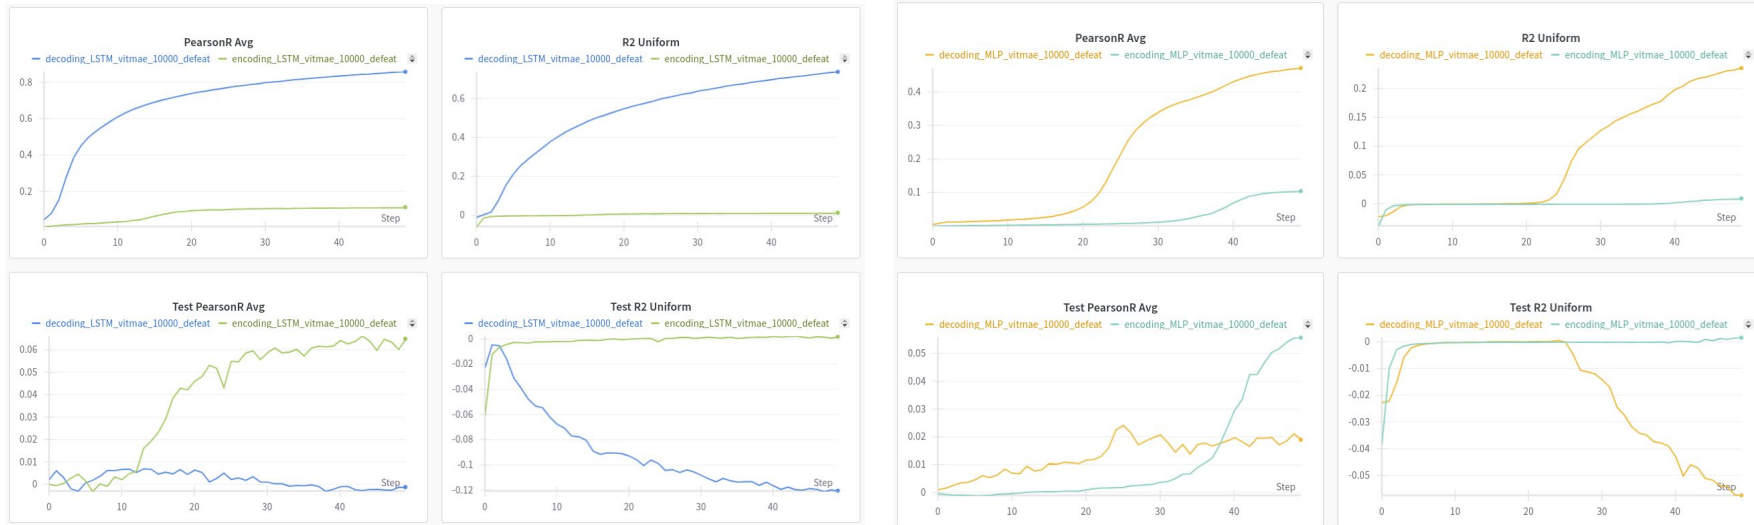 PearsonR Avg
decoding_LSTM_vitmae_10000_defeat encoding_LSTM_vitmae_10000_defeat
0.8
0.6
0.4
0.2
Step
0 10 20 30 40
R2 Uniform
decoding_LSTM_vitmae_10000_defeat encoding_LSTM_vitmae_10000_defeat
0.6
0.4
0.2
0
Step
0 10 20 30 40
PearsonR Avg
decoding_MLP_vitmae_10000_defeat encoding_MLP_vitmae_10000_defeat
0.4
0.3
0.2
0.1
Step
0 10 20 30 40
R2 Uniform
decoding_MLP_vitmae_10000_defeat encoding_MLP_vitmae_10000_defeat
0.2
0.15
0.1
0.05
0
Step
0 10 20 30 40
Test PearsonR Avg
decoding_LSTM_vitmae_10000_defeat encoding_LSTM_vitmae_10000_defeat
0.06
0.05
0.04
0.03
0.02
0.01
0
Step
0 10 20 30 40
Test R2 Uniform
decoding_LSTM_vitmae_10000_defeat encoding_LSTM_vitmae_10000_defeat
0
-0.02
-0.04
-0.06
-0.08
-0.1
-0.12
Step
0 10 20 30 40
Test PearsonR Avg
decoding_MLP_vitmae_10000_defeat encoding_MLP_vitmae_10000_defeat
0.05
0.04
0.03
0.02
0.01
0
Step
0 10 20 30 40
Test R2 Uniform
decoding_MLP_vitmae_10000_defeat encoding_MLP_vitmae_10000_defeat
0
-0.01
-0.02
-0.03
-0.04
-0.05
Step
0 10 20 30 40